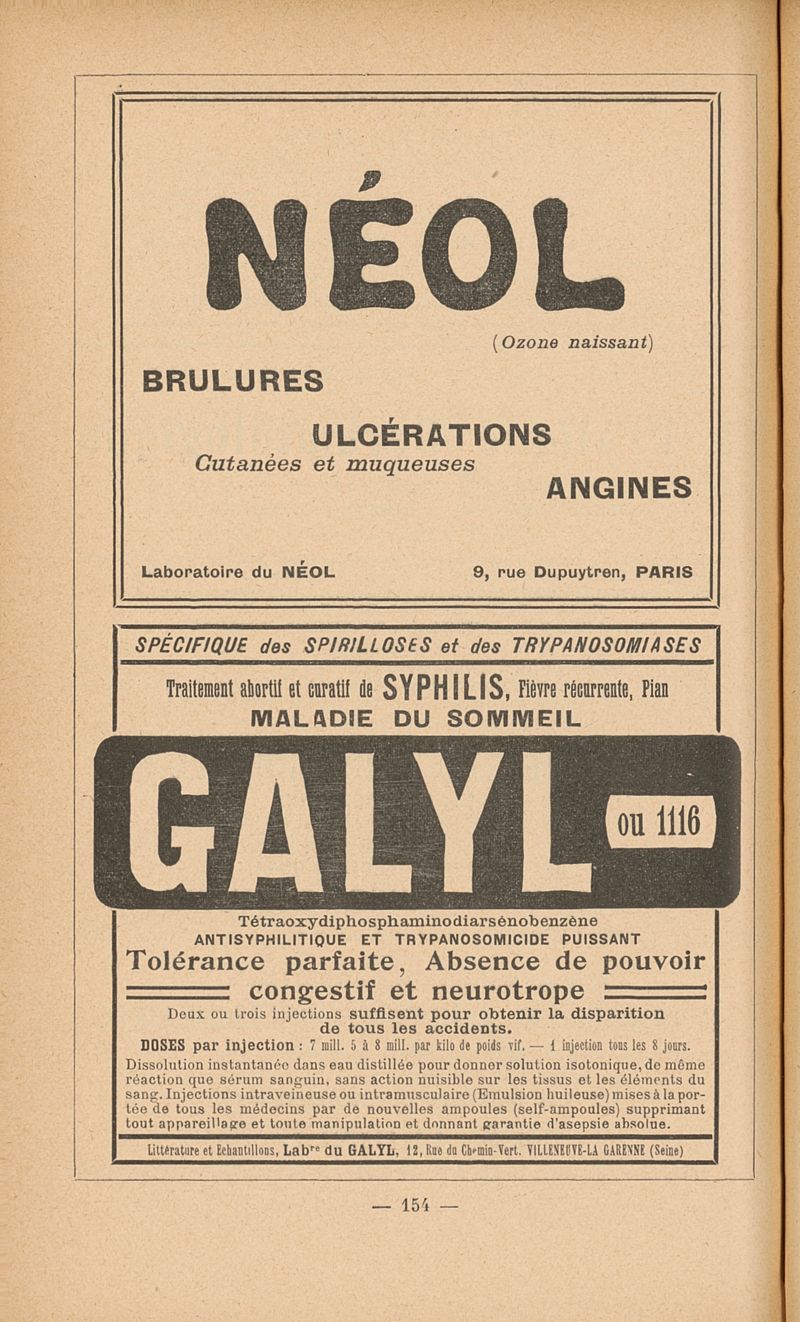 NÉOL
(Ozone naissant)
BRULURES
ULCÉRATIONS
Cutanées et muqueuses
ANGINES
Laboratoire du NÉOL 9, rue Dupuytren, PARIS
SPÉCIFIQUE des SPIRILLOSES et des TRYPANOSOMIASES
Traitement abortif et curatif de SYPHILIS, Fièvre récurrente, Pian
MALADIE DU SOMMEIL
GALYL ou 1116
Tétraoxydiphosphaminodiarsénobenzène
ANTISYPHILITIQUE ET TRYPANOSOMICIDE PUISSANT
Tolérance parfaite, Absence de pouvoir
congestif et neurotrope
Deux ou trois injections suffisent pour obtenir la disparition
de tous les accidents.
DOSES par injection : 7 mill. 5 à 8 mill. par kilo de poids vif. — 1 injection tous les 8 jours.
Dissolution instantanée dans eau distillée pour donner solution isotonique, de même
réaction que sérum sanguin, sans action nuisible sur les tissus et les éléments du
sang. Injections intraveineuse ou intramusculaire (Emulsion huileuse) mises à la por-
tée de tous les médecins par de nouvelles ampoules (self-ampoules) supprimant
tout appareillage et toute manipulation et donnant garantie d'asepsie absolue.
Littérature et Echantillons, Labre du GALYL, 12, Rue du Chemin-Vert. VILLENEUVE-LA GARENNE (Seine)
— 154 —